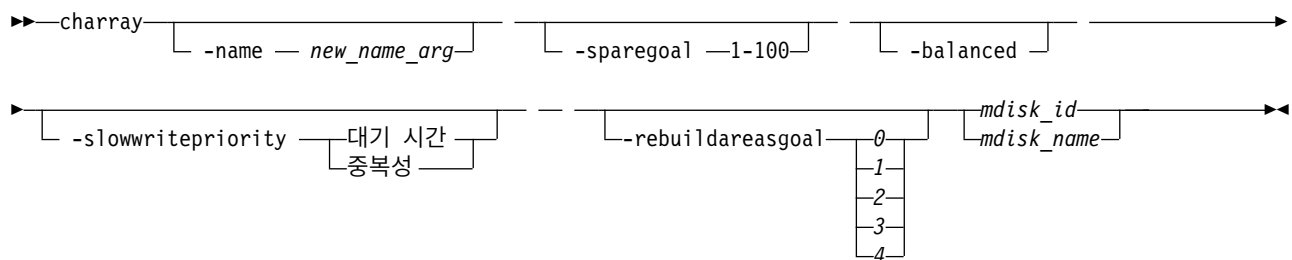 charray
-name new_name_arg -sparegoal 1-100 -balanced
-slowwritepriority 대기 시간 -rebuildareasgoal 0 mdisk_id
중복성 1 mdisk_name
2
3
4